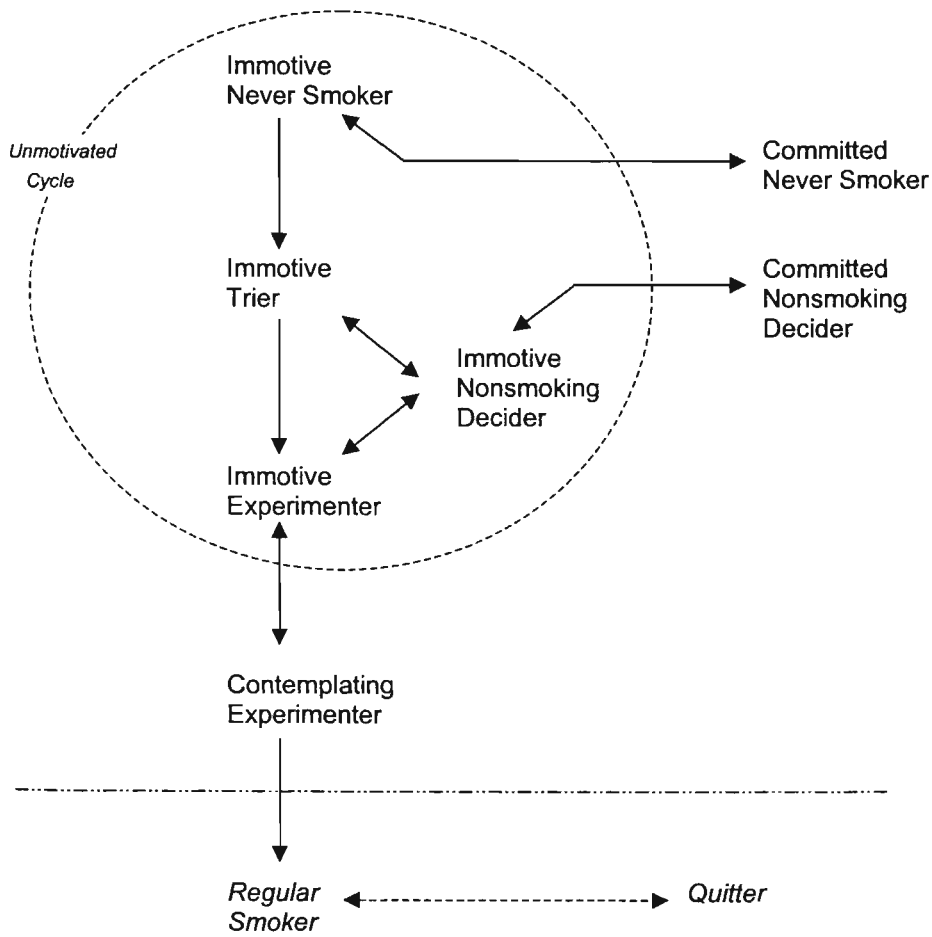 Immotive
Never Smoker
Unmotivated
Cycle
Committed
Never Smoker
Immotive
Trier
Committed
Nonsmoking
Decider
Immotive
Nonsmoking
Decider
Immotive
Experimenter
Contemplating
Experimenter
Regular
Smoker
Quitter